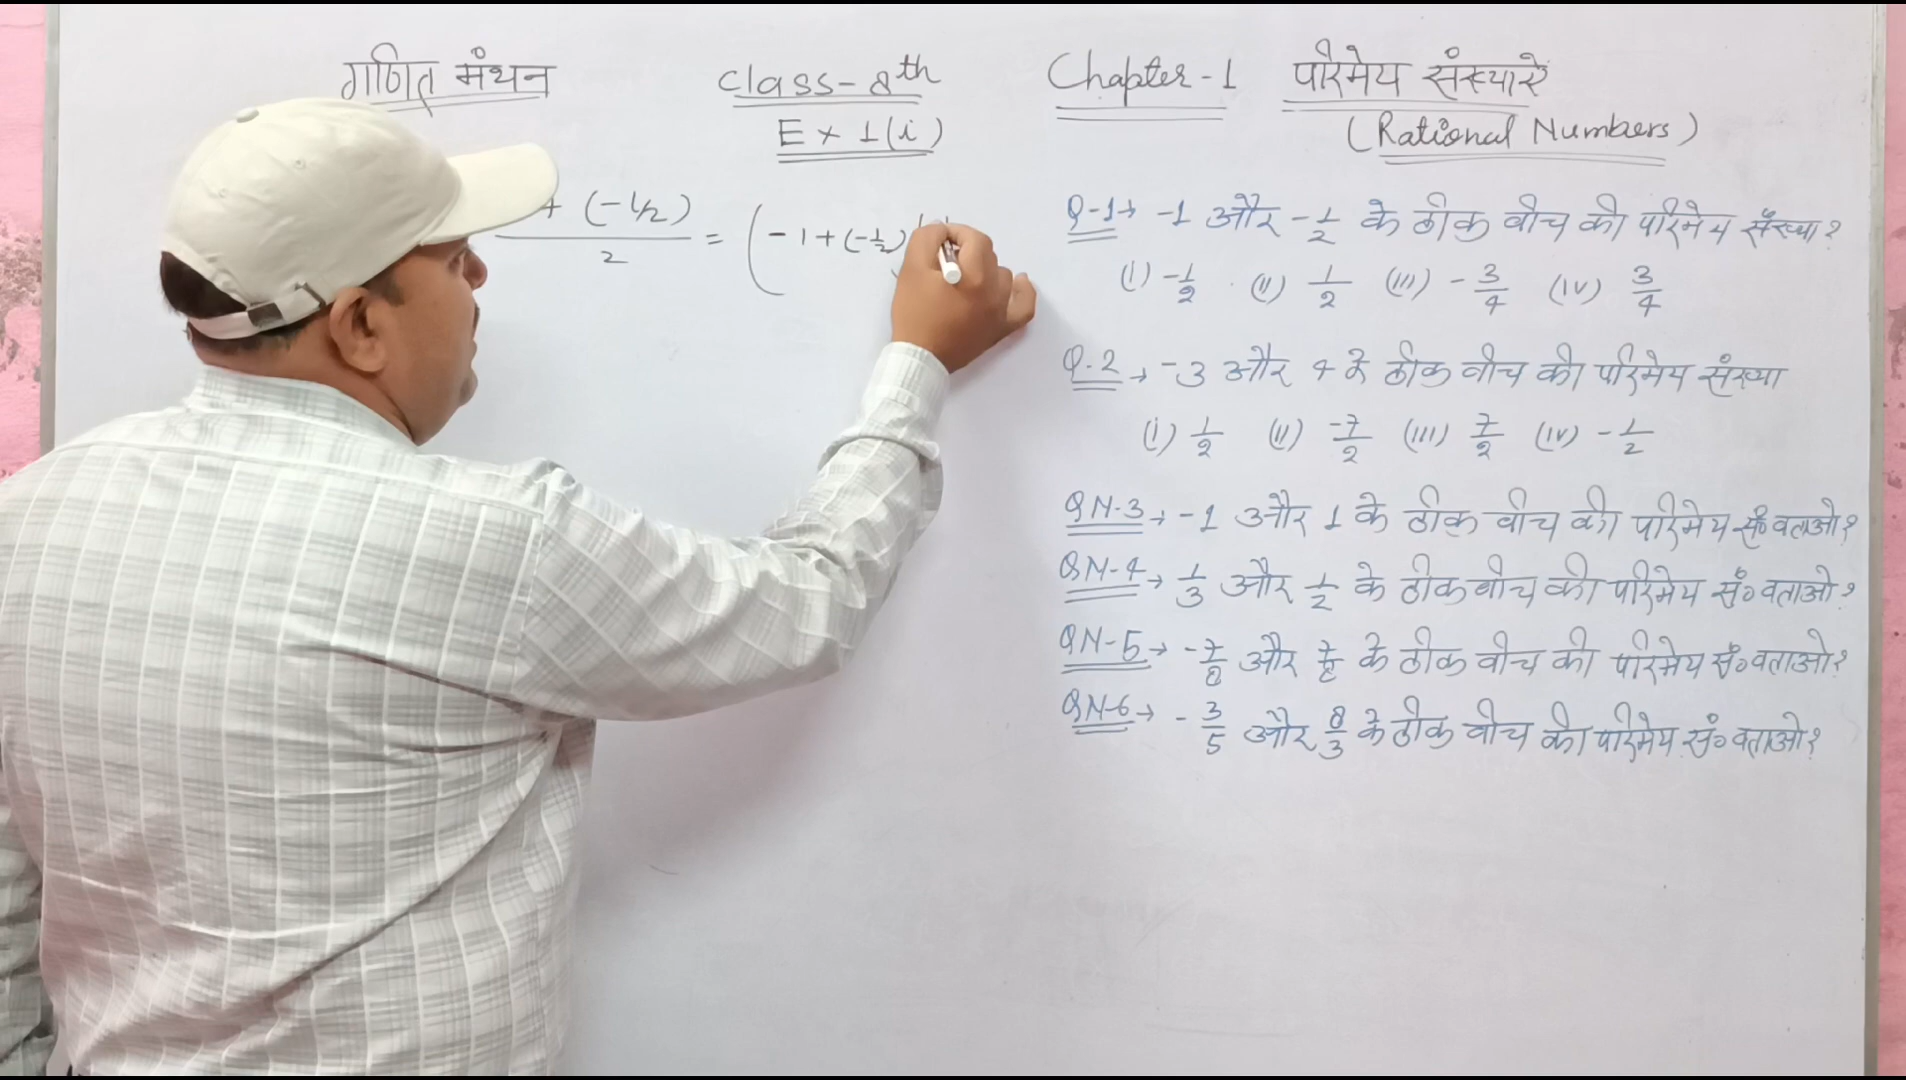 गणित मंथन
Class-8th
Ex 1(i)
Chapter-1 परिमेय संख्याऐं
(Rational Numbers)
+ (-1/2)
2
= (-1+(-1/2)
Q-1→ -1 और -1/2 के ठीक बीच की परिमेय संख्या?
(i) -1/2 (ii) 1/2 (iii) -3/4 (iv) 3/4
Q.2→ -3 और 4 के ठीक बीच की परिमेय संख्या
(i) 1/2 (ii) -7/2 (iii) 7/2 (iv) -1/2
QN-3→ -1 और 1 के ठीक बीच की परिमेय सं॰ बताओ?
QN-4→ 1/3 और 1/2 के ठीक बीच की परिमेय सं॰ बताओ?
QN-5→ -7/8 और 7/8 के ठीक बीच की परिमेय सं॰ बताओ?
QN-6→ -3/5 और 8/3 के ठीक बीच की परिमेय सं॰ बताओ?